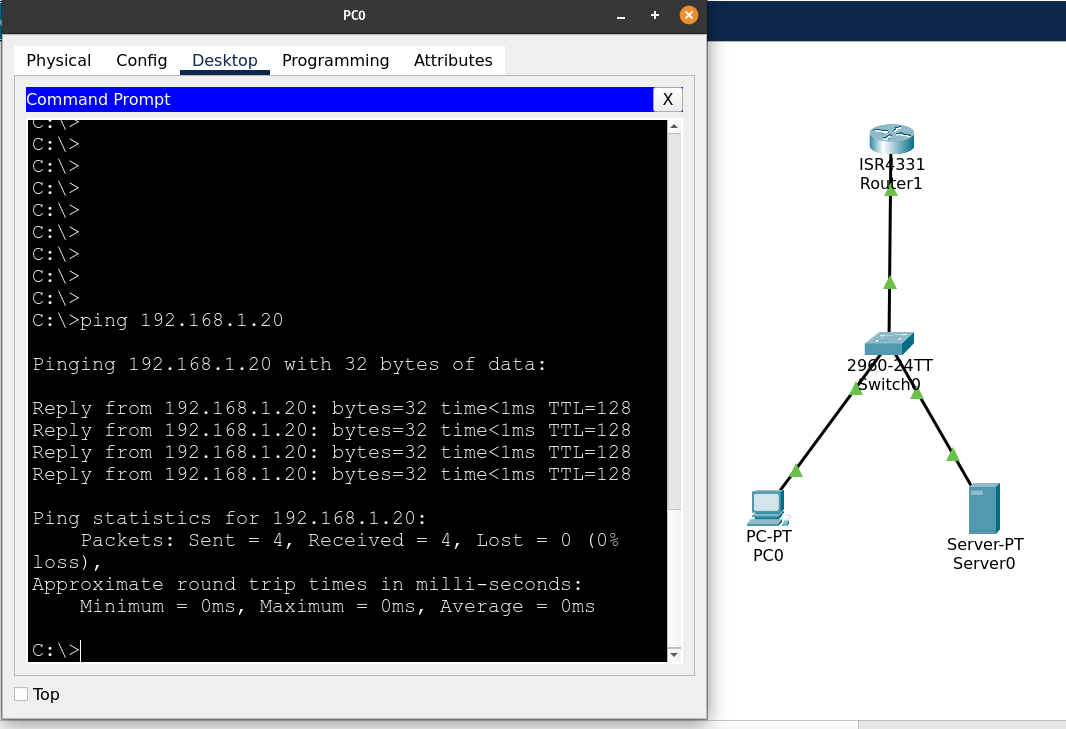 PC0
Physical Config Desktop Programming Attributes
Command Prompt X
C:\>
C:\>
C:\>
C:\>
C:\>
C:\>
C:\>
C:\>
C:\>
C:\>ping 192.168.1.20
Pinging 192.168.1.20 with 32 bytes of data:
Reply from 192.168.1.20: bytes=32 time<1ms TTL=128
Reply from 192.168.1.20: bytes=32 time<1ms TTL=128
Reply from 192.168.1.20: bytes=32 time<1ms TTL=128
Reply from 192.168.1.20: bytes=32 time<1ms TTL=128
Ping statistics for 192.168.1.20:
Packets: Sent = 4, Received = 4, Lost = 0 (0%
loss),
Approximate round trip times in milli-seconds:
Minimum = 0ms, Maximum = 0ms, Average = 0ms
C:\>
Top
ISR4331
Router1
2960-24TT
Switch0
PC-PT
PC0
Server-PT
Server0